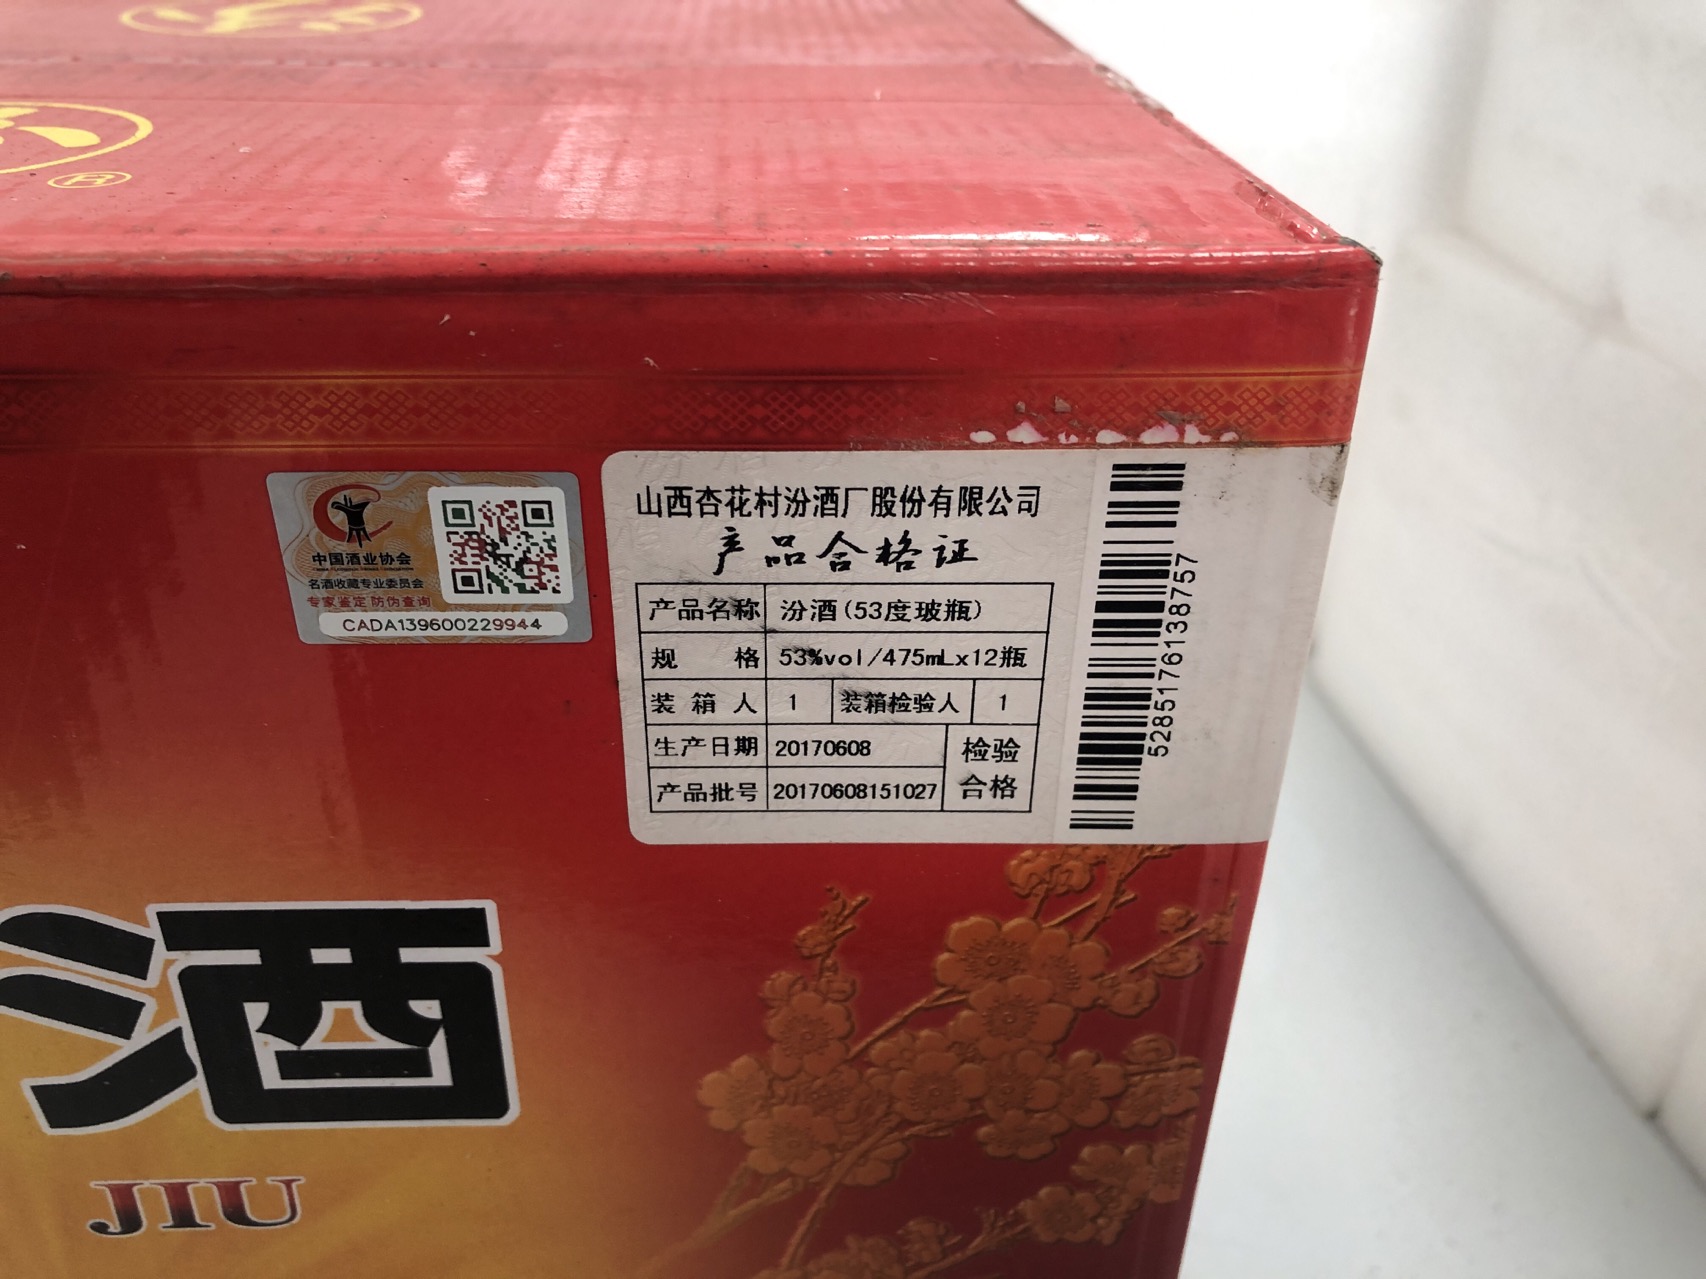 ®
中国酒业协会
名酒收藏专业委员会
专家鉴定 防伪查询
CADA139600229944
山西杏花村汾酒厂股份有限公司
产品合格证
产品名称 汾酒(53度玻瓶)
规 格 53%vol/475mLx12瓶
装箱人 1 装箱检验人 1
生产日期 20170608 检验
产品批号 20170608151027 合格
528517613875​7
酒
JIU